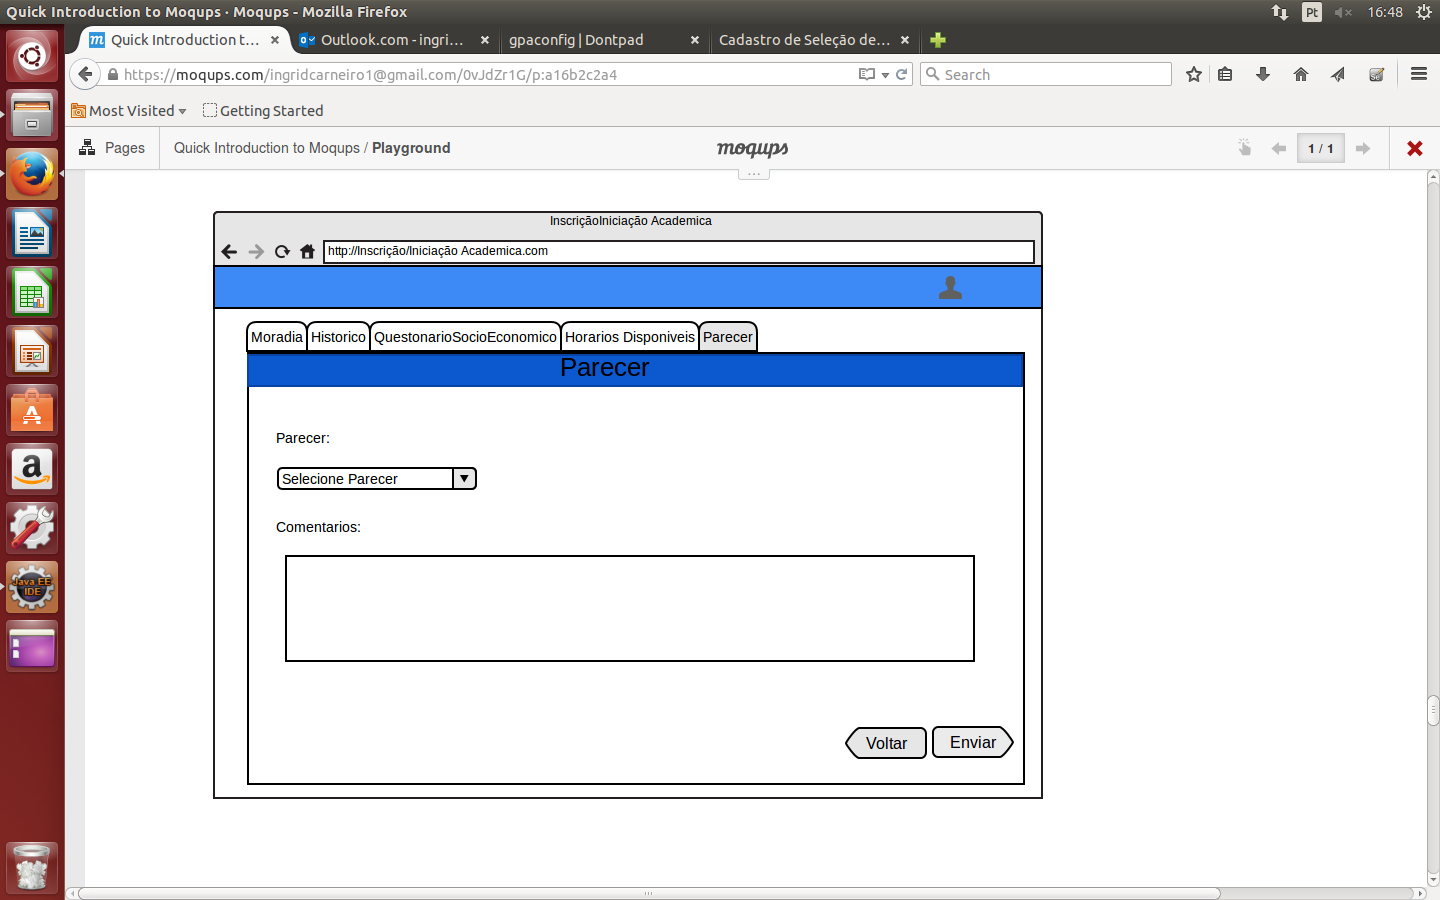 Quick Introduction to Moqups · Moqups - Mozilla Firefox
Pt
16:48
Quick Introduction t...
Outlook.com - ingri...
gpaconfig | Dontpad
Cadastro de Seleção de...
https://moqups.com/ingridcarneiro1@gmail.com/0vJdZr1G/p:a16b2c2a4
Search
Most Visited
Getting Started
Pages
Quick Introduction to Moqups / Playground
moqups
1 / 1
...
InscriçãoIniciação Academica
http://Inscrição/Iniciação Academica.com
Moradia
Historico
QuestonarioSocioEconomico
Horarios Disponiveis
Parecer
Parecer
Parecer:
Selecione Parecer
Comentarios:
Voltar
Enviar
Java EE
IDE